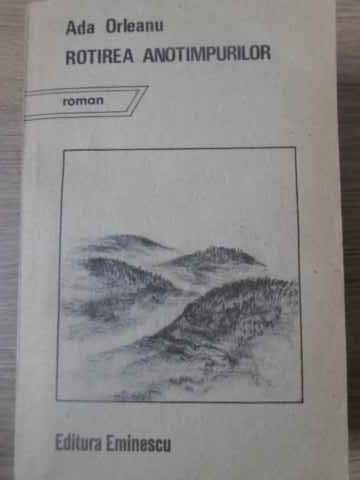 Ada Orleanu
ROTIREA ANOTIMPURILOR
roman
Editura Eminescu